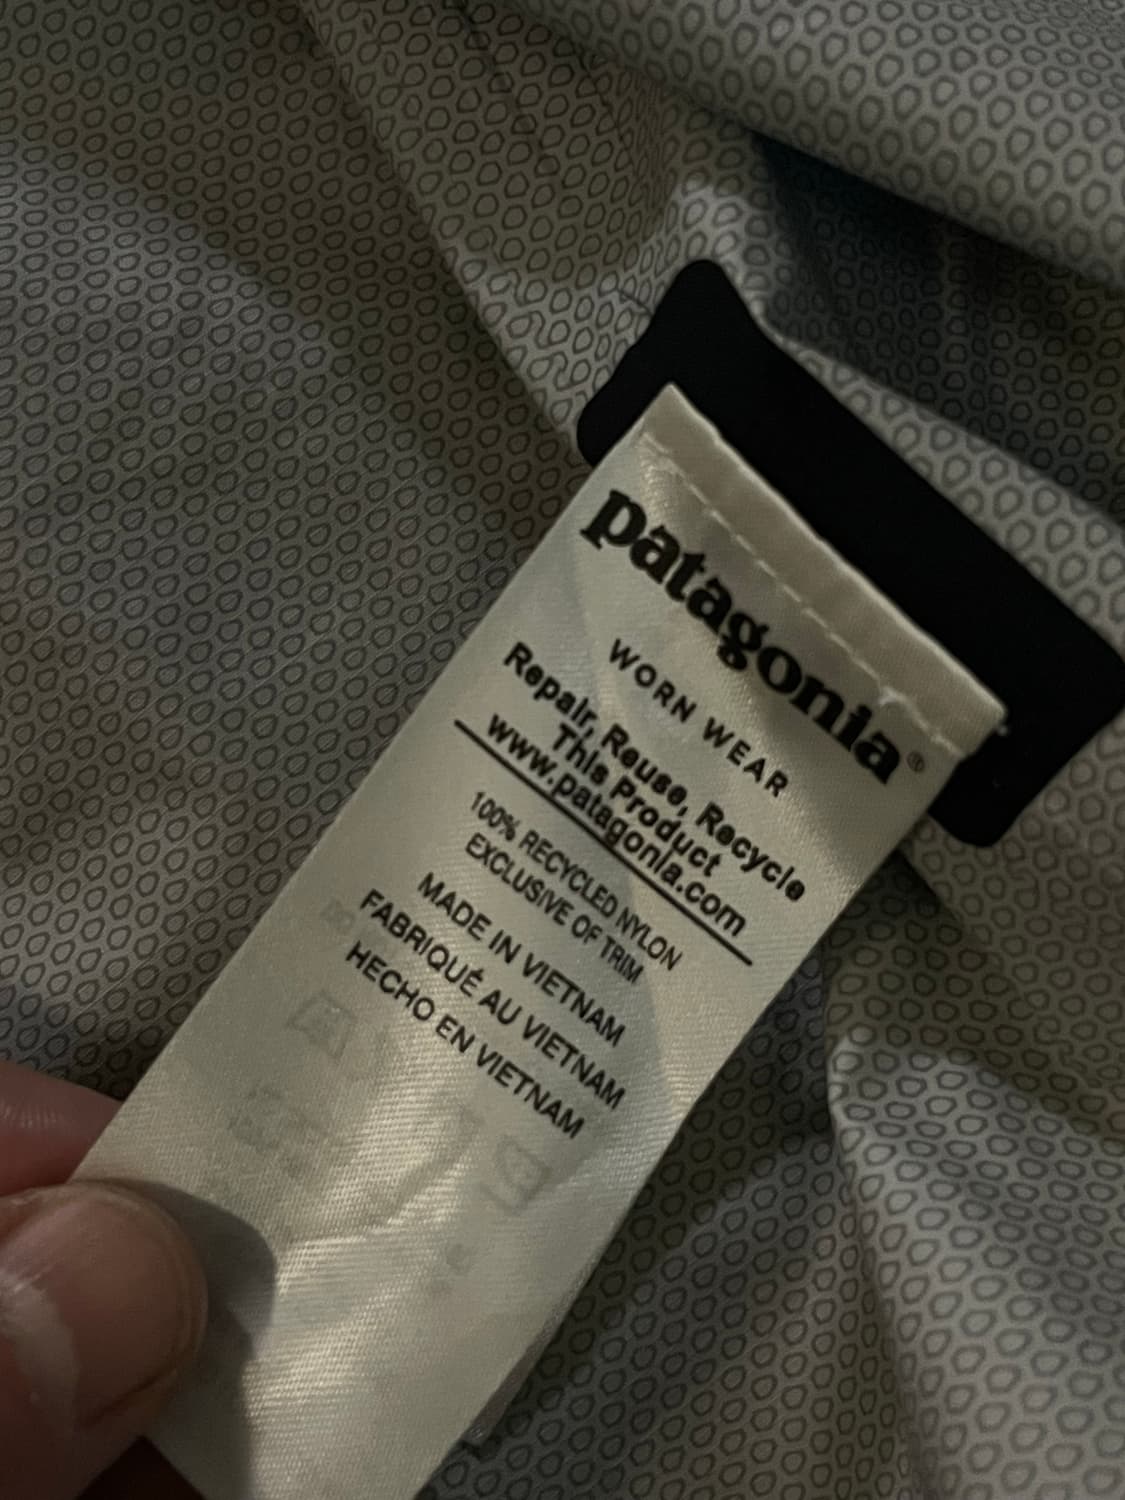 patagonia®
WORN WEAR
Repair, Reuse, Recycle
This Product
www.patagonia.com
100% RECYCLED NYLON
EXCLUSIVE OF TRIM
MADE IN VIETNAM
FABRIQUÉ AU VIETNAM
HECHO EN VIETNAM